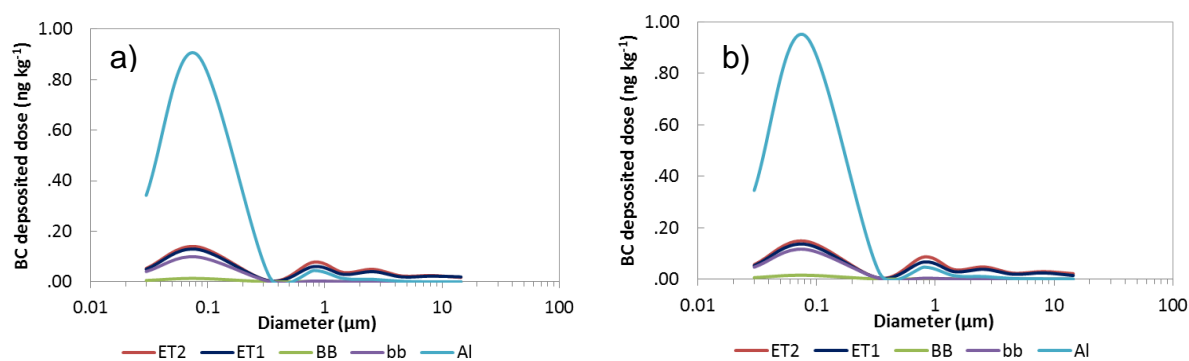 a)
BC depsosited dose (ng kg-1)
1.00
.80
.60
.40
.20
.00
0.01 0.1 1 10 100
Diameter (µm)
ET2 ET1 BB bb Al
b)
BC depsosited dose (ng kg-1)
1.00
.80
.60
.40
.20
.00
0.01 0.1 1 10 100
Diameter (µm)
ET2 ET1 BB bb Al